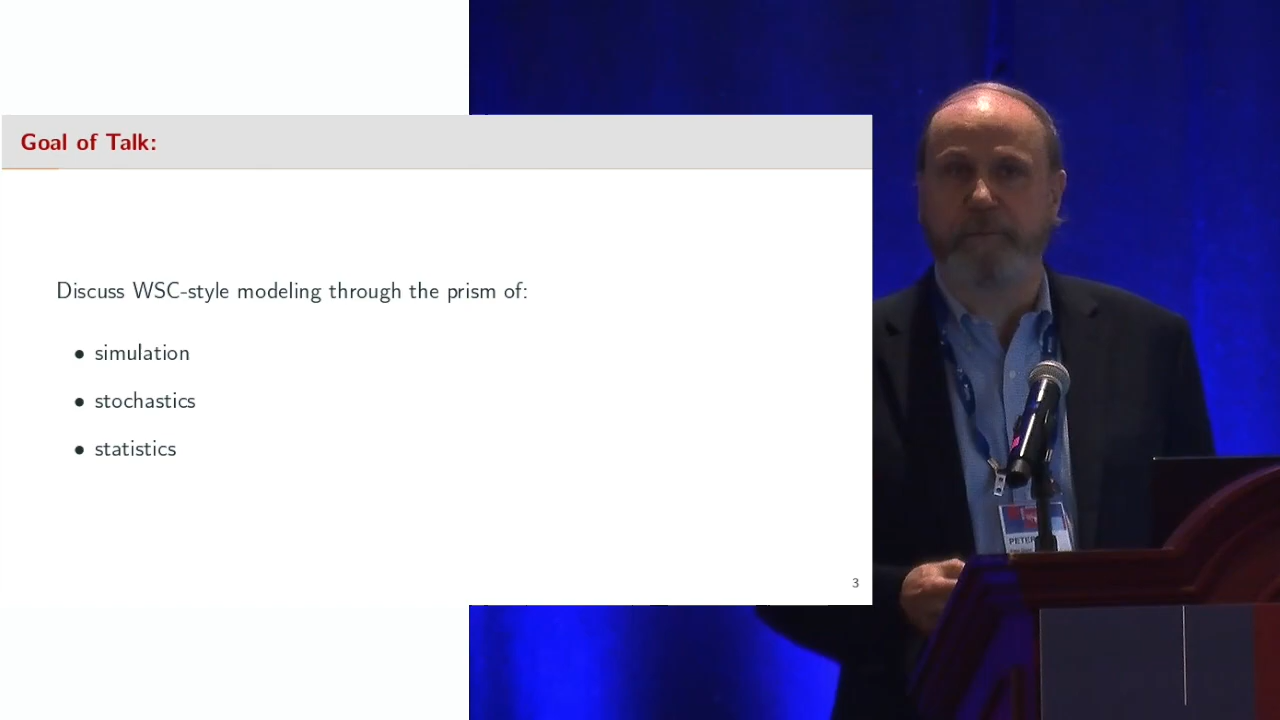 Goal of Talk:
Discuss WSC-style modeling through the prism of:
• simulation
• stochastics
• statistics
3
PETER